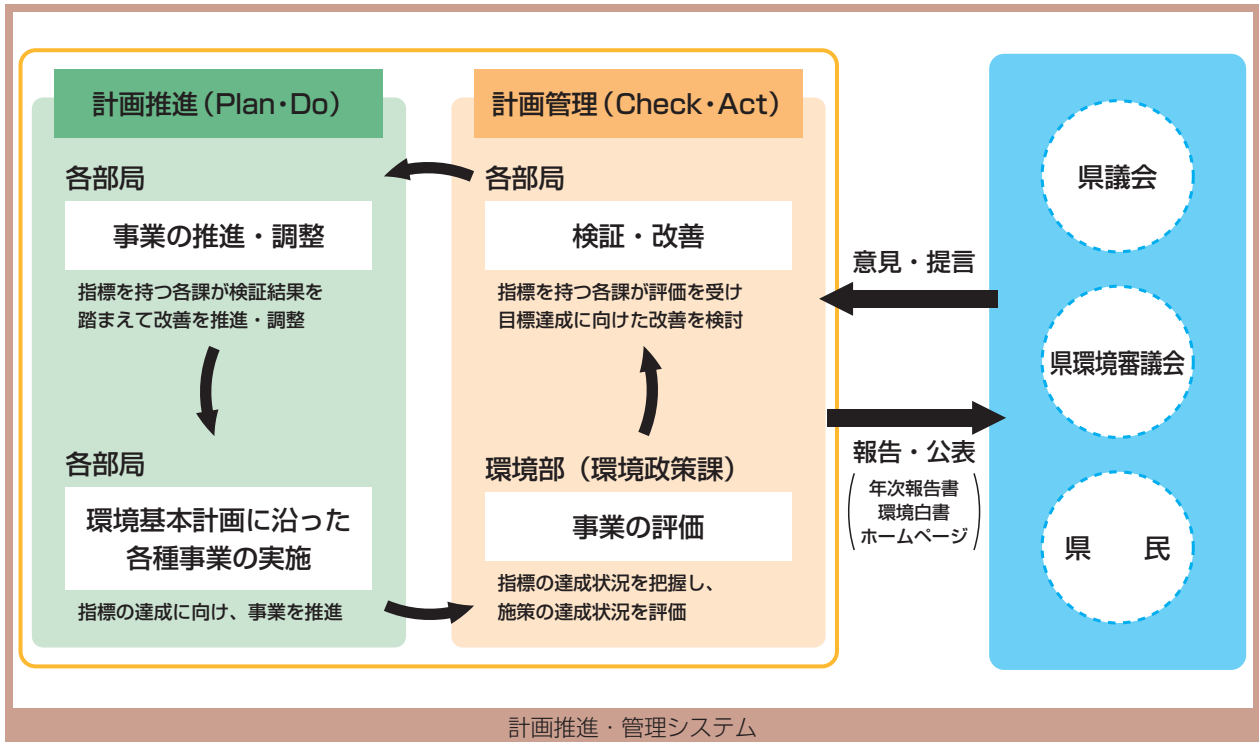 計画推進（Plan・Do）
各部局
事業の推進・調整
指標を持つ各課が検証結果を
踏まえて改善を推進・調整
各部局
環境基本計画に沿った
各種事業の実施
指標の達成に向け、事業を推進
計画管理（Check・Act）
各部局
検証・改善
指標を持つ各課が評価を受け
目標達成に向けた改善を検討
環境部（環境政策課）
事業の評価
指標の達成状況を把握し、
施策の達成状況を評価
意見・提言
報告・公表
年次報告書
環境白書
ホームページ
県議会
県環境審議会
県　　民
計画推進・管理システム